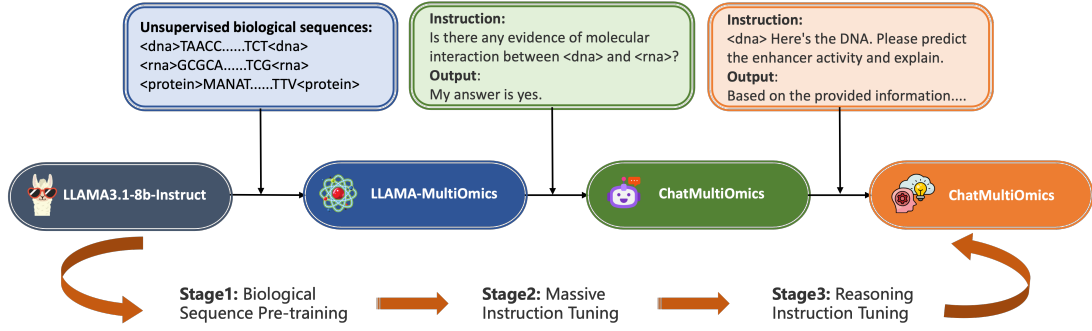 Unsupervised biological sequences:
<dna>TAACC......TCT<dna>
<rna>GCGCA......TCG<rna>
<protein>MANAT......TTV<protein>
Instruction:
Is there any evidence of molecular
interaction between <dna> and <rna>?
Output:
My answer is yes.
Instruction:
<dna> Here's the DNA. Please predict
the enhancer activity and explain.
Output:
Based on the provided information....
LLAMA3.1-8b-Instruct
LLAMA-MultiOmics
ChatMultiOmics
ChatMultiOmics
Stage1: Biological
Sequence Pre-training
Stage2: Massive
Instruction Tuning
Stage3: Reasoning
Instruction Tuning